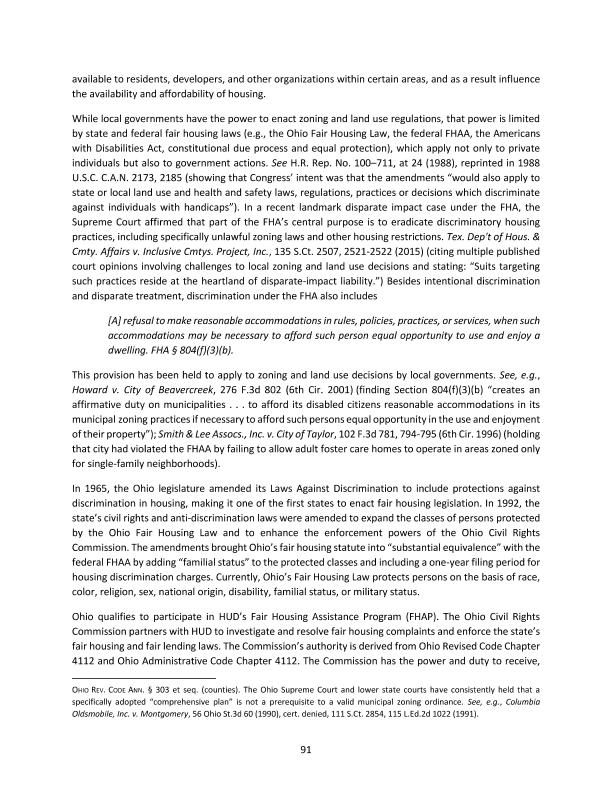 available to residents, developers, and other organizations within certain areas, and as a result influence
the availability and affordability of housing.
While local governments have the power to enact zoning and land use regulations, that power is limited
by state and federal fair housing laws (e.g., the Ohio Fair Housing Law, the federal FHAA, the Americans
with Disabilities Act, constitutional due process and equal protection), which apply not only to private
individuals but also to government actions. See H.R. Rep. No. 100–711, at 24 (1988), reprinted in 1988
U.S.C. C.A.N. 2173, 2185 (showing that Congress’ intent was that the amendments “would also apply to
state or local land use and health and safety laws, regulations, practices or decisions which discriminate
against individuals with handicaps”). In a recent landmark disparate impact case under the FHA, the
Supreme Court affirmed that part of the FHA’s central purpose is to eradicate discriminatory housing
practices, including specifically unlawful zoning laws and other housing restrictions. Tex. Dep’t of Hous. &
Cmty. Affairs v. Inclusive Cmtys. Project, Inc., 135 S.Ct. 2507, 2521-2522 (2015) (citing multiple published
court opinions involving challenges to local zoning and land use decisions and stating: “Suits targeting
such practices reside at the heartland of disparate-impact liability.”) Besides intentional discrimination
and disparate treatment, discrimination under the FHA also includes
[A] refusal to make reasonable accommodations in rules, policies, practices, or services, when such
accommodations may be necessary to afford such person equal opportunity to use and enjoy a
dwelling. FHA § 804(f)(3)(b).
This provision has been held to apply to zoning and land use decisions by local governments. See, e.g.,
Howard v. City of Beavercreek, 276 F.3d 802 (6th Cir. 2001) (finding Section 804(f)(3)(b) “creates an
affirmative duty on municipalities . . . to afford its disabled citizens reasonable accommodations in its
municipal zoning practices if necessary to afford such persons equal opportunity in the use and enjoyment
of their property”); Smith & Lee Assocs., Inc. v. City of Taylor, 102 F.3d 781, 794-795 (6th Cir. 1996) (holding
that city had violated the FHAA by failing to allow adult foster care homes to operate in areas zoned only
for single-family neighborhoods).
In 1965, the Ohio legislature amended its Laws Against Discrimination to include protections against
discrimination in housing, making it one of the first states to enact fair housing legislation. In 1992, the
state’s civil rights and anti-discrimination laws were amended to expand the classes of persons protected
by the Ohio Fair Housing Law and to enhance the enforcement powers of the Ohio Civil Rights
Commission. The amendments brought Ohio’s fair housing statute into “substantial equivalence” with the
federal FHAA by adding “familial status” to the protected classes and including a one-year filing period for
housing discrimination charges. Currently, Ohio’s Fair Housing Law protects persons on the basis of race,
color, religion, sex, national origin, disability, familial status, or military status.
Ohio qualifies to participate in HUD’s Fair Housing Assistance Program (FHAP). The Ohio Civil Rights
Commission partners with HUD to investigate and resolve fair housing complaints and enforce the state’s
fair housing and fair lending laws. The Commission’s authority is derived from Ohio Revised Code Chapter
4112 and Ohio Administrative Code Chapter 4112. The Commission has the power and duty to receive,
OHIO REV. CODE ANN. § 303 et seq. (counties). The Ohio Supreme Court and lower state courts have consistently held that a
specifically adopted “comprehensive plan” is not a prerequisite to a valid municipal zoning ordinance. See, e.g., Columbia
Oldsmobile, Inc. v. Montgomery, 56 Ohio St.3d 60 (1990), cert. denied, 111 S.Ct. 2854, 115 L.Ed.2d 1022 (1991).
91